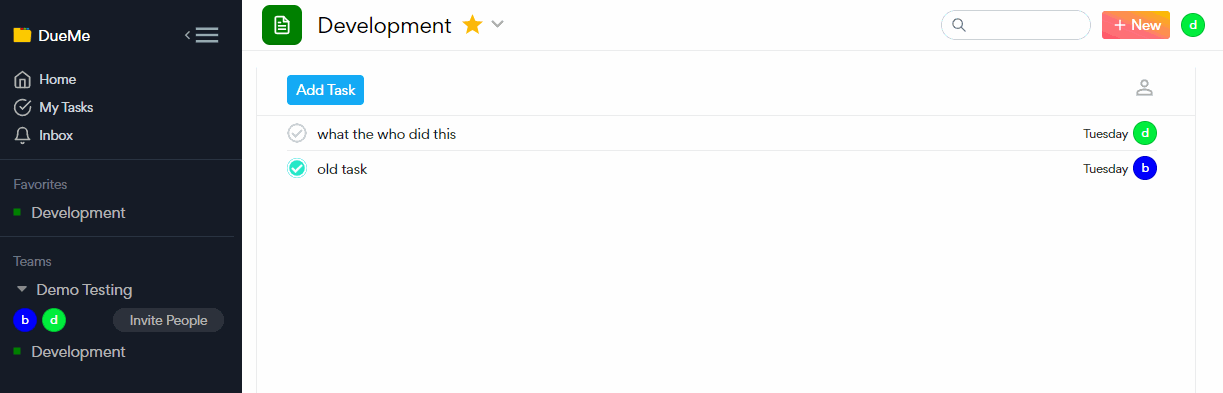 DueMe
Home
My Tasks
Inbox
Favorites
Development
Teams
Demo Testing
b d Invite People
Development
Development
+ New d
Add Task
what the who did this Tuesday d
old task Tuesday b